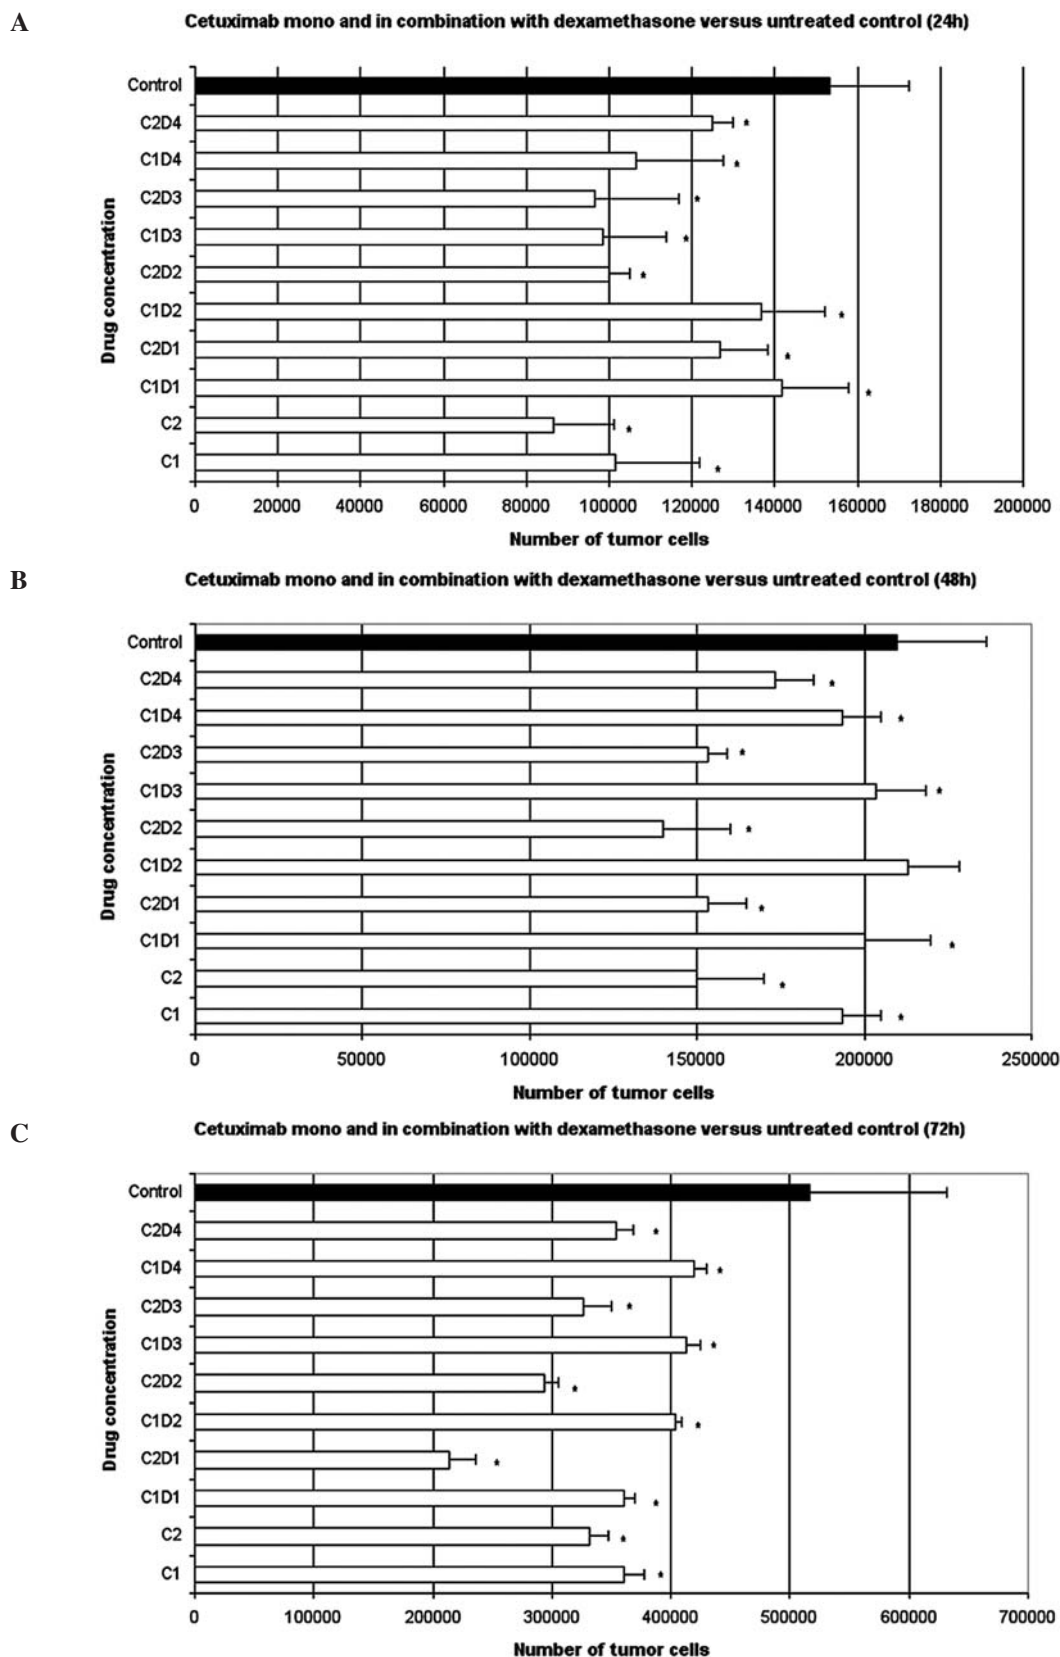 A
Cetuximab mono and in combination with dexamethasone versus untreated control (24h)
Drug concentration
Control
C2D4
C1D4
C2D3
C1D3
C2D2
C1D2
C2D1
C1D1
C2
C1
* * * * * * * * * *
0 20000 40000 60000 80000 100000 120000 140000 160000 180000 200000
Number of tumor cells
B
Cetuximab mono and in combination with dexamethasone versus untreated control (48h)
Drug concentration
Control
C2D4
C1D4
C2D3
C1D3
C2D2
C1D2
C2D1
C1D1
C2
C1
* * * * * * * * *
0 50000 100000 150000 200000 250000
Number of tumor cells
C
Cetuximab mono and in combination with dexamethasone versus untreated control (72h)
Drug concentration
Control
C2D4
C1D4
C2D3
C1D3
C2D2
C1D2
C2D1
C1D1
C2
C1
* * * * * * * * * *
0 100000 200000 300000 400000 500000 600000 700000
Number of tumor cells